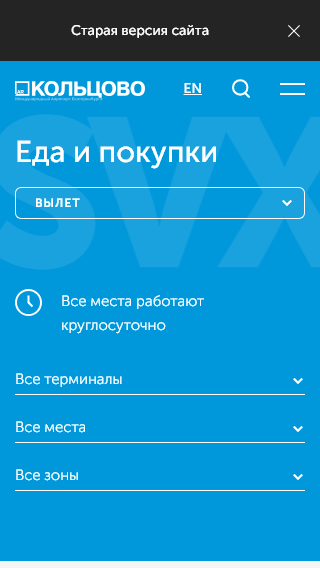 Старая версия сайта
КОЛЬЦОВО
EN
Международный Аэропорт Екатеринбурга
SVX
Еда и покупки
ВЫЛЕТ
Все места работают
круглосуточно
Все терминалы
Все места
Все зоны